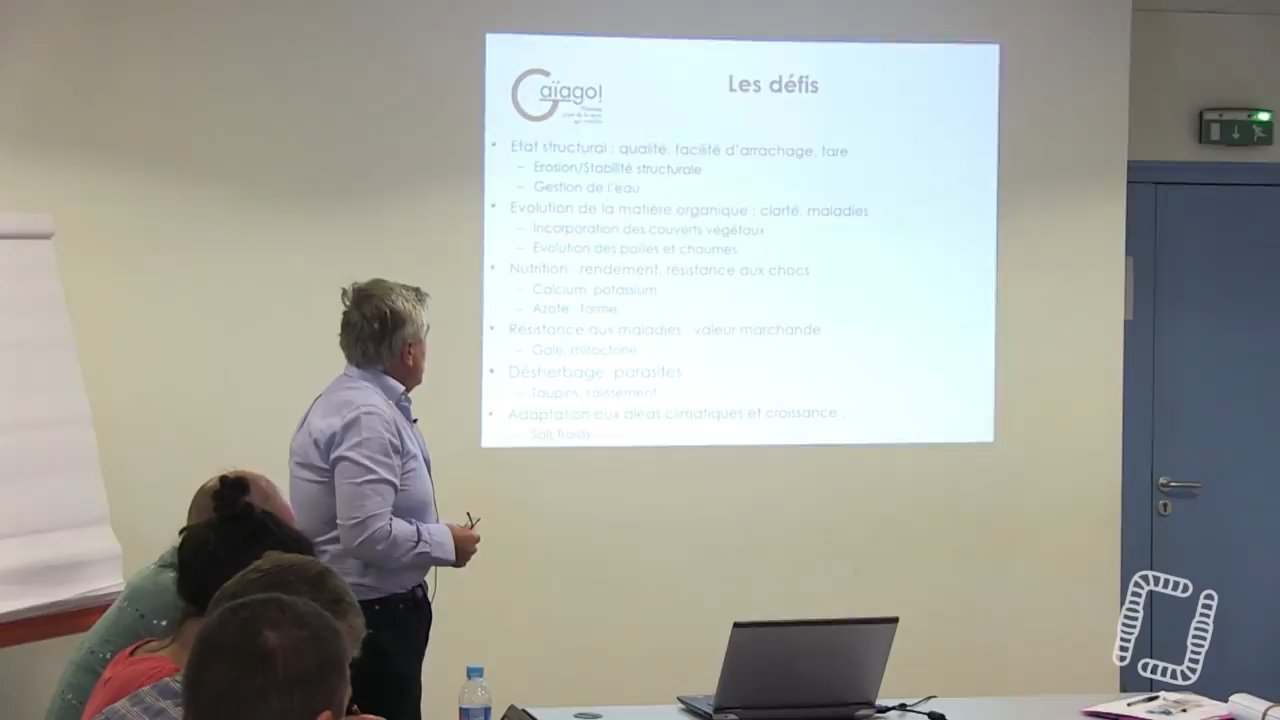 Gaïago!
Les défis
• Etat structural : qualité, facilité d'arrachage, tare
– Erosion/Stabilité structurale
– Gestion de l'eau
• Evolution de la matière organique : clarté, maladies
– Incorporation des couverts végétaux
– Evolution des pailles et chaumes
• Nutrition : rendement, résistance aux chocs
– Calcium, potassium
– Azote : forme
• Résistance aux maladies : valeur marchande
– Gale, rhizoctone
• Désherbage, parasites
– Taupins, salissement
• Adaptation aux aléas climatiques et croissance :
– Sols froids